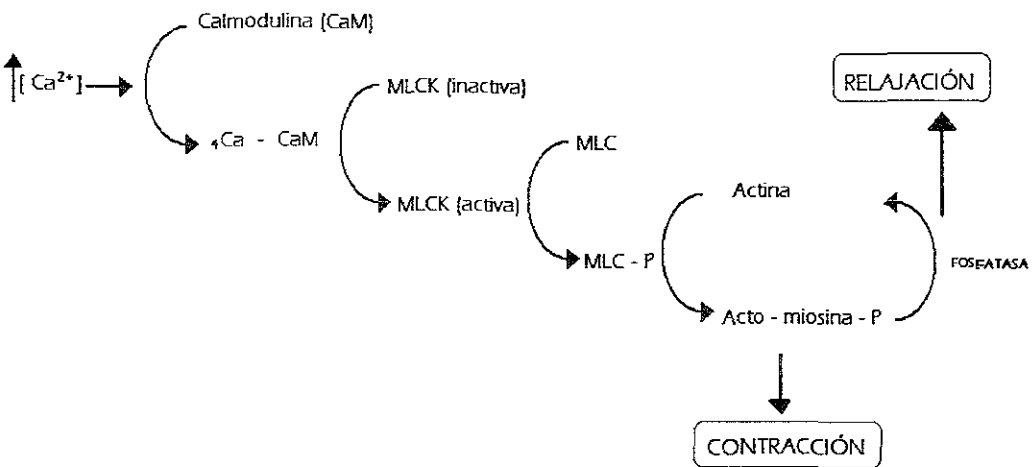 Calmodulina (CaM)
[Ca²⁺]
MLCK (inactiva)
RELAJACIÓN
₄Ca - CaM
MLC
MLCK (activa)
Actina
MLC - P
FOSFATASA
Acto - miosina - P
CONTRACCIÓN